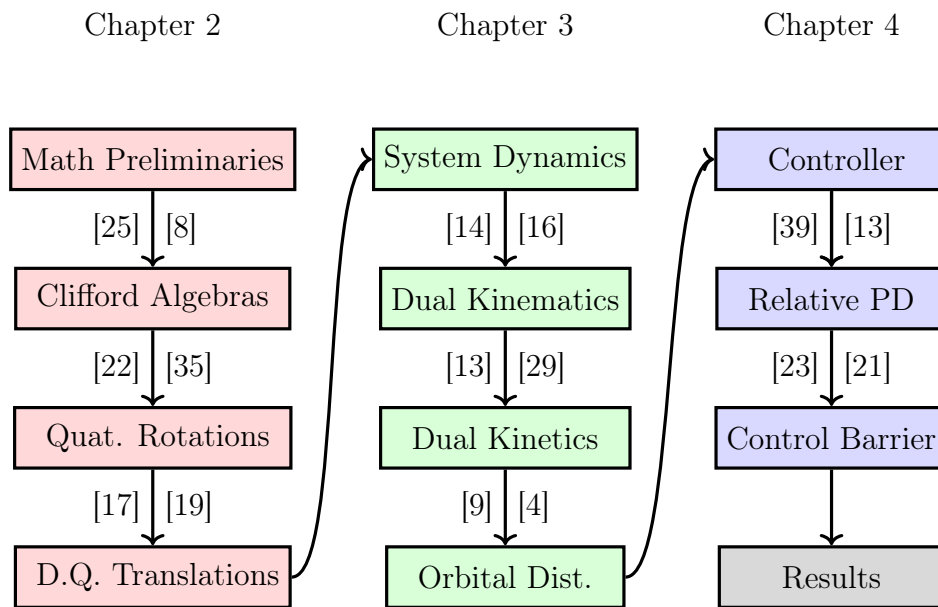 Chapter 2
Chapter 3
Chapter 4
Math Preliminaries
System Dynamics
Controller
[25] [8]
[14] [16]
[39] [13]
Clifford Algebras
Dual Kinematics
Relative PD
[22] [35]
[13] [29]
[23] [21]
Quat. Rotations
Dual Kinetics
Control Barrier
[17] [19]
[9] [4]
D.Q. Translations
Orbital Dist.
Results